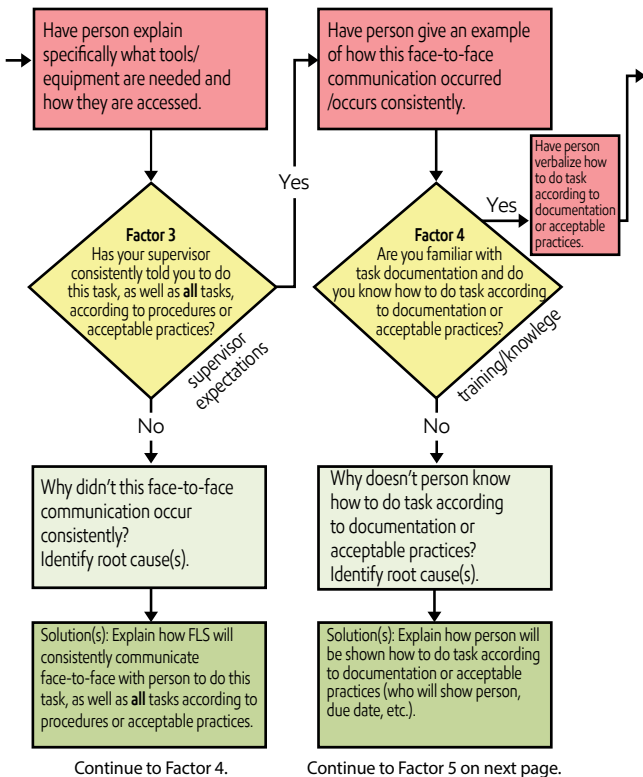 Have person explain
specifically what tools/
equipment are needed and
how they are accessed.
Yes
Factor 3
Has your supervisor
consistently told you to do
this task, as well as all tasks,
according to procedures or
acceptable practices?
supervisor
expectations
No
Why didn't this face-to-face
communication occur
consistently?
Identify root cause(s).
Solution(s): Explain how FLS will
consistently communicate
face-to-face with person to do this
task, as well as all tasks according to
procedures or acceptable practices.
Continue to Factor 4.
Have person give an example
of how this face-to-face
communication occurred
/occurs consistently.
Yes
Have person
verbalize how
to do task
according to
documentation
or acceptable
practices.
Factor 4
Are you familiar with
task documentation and do
you know how to do task according
to documentation or
acceptable practices?
training/knowlege
No
Why doesn't person know
how to do task according
to documentation or
acceptable practices?
Identify root cause(s).
Solution(s): Explain how person will
be shown how to do task according
to documentation or acceptable
practices (who will show person,
due date, etc.).
Continue to Factor 5 on next page.